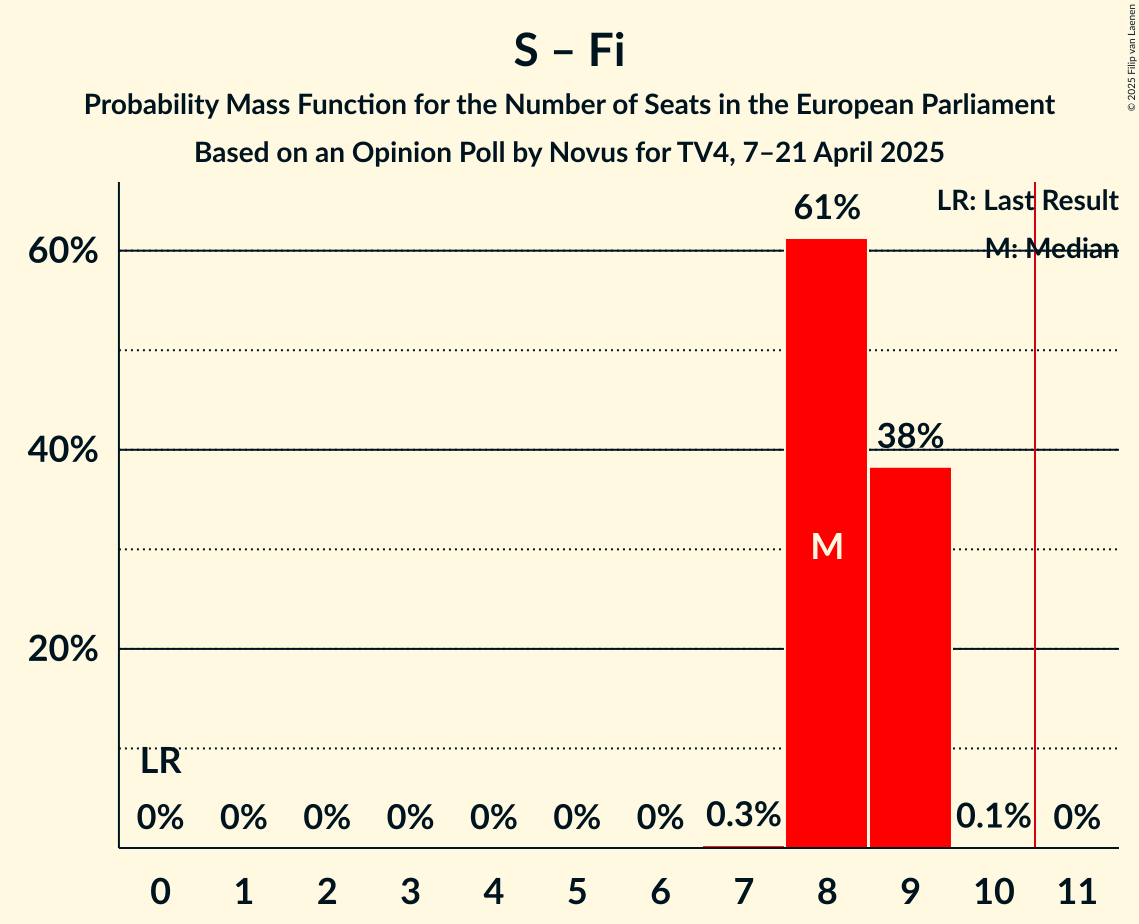 S – Fi
Probability Mass Function for the Number of Seats in the European Parliament
Based on an Opinion Poll by Novus for TV4, 7–21 April 2025
© 2025 Filip van Laenen
LR: Last Result
M: Median
61%
60%
40%
38%
M
20%
LR
0% 0% 0% 0% 0% 0% 0% 0.3% 0.1% 0%
0 1 2 3 4 5 6 7 8 9 10 11